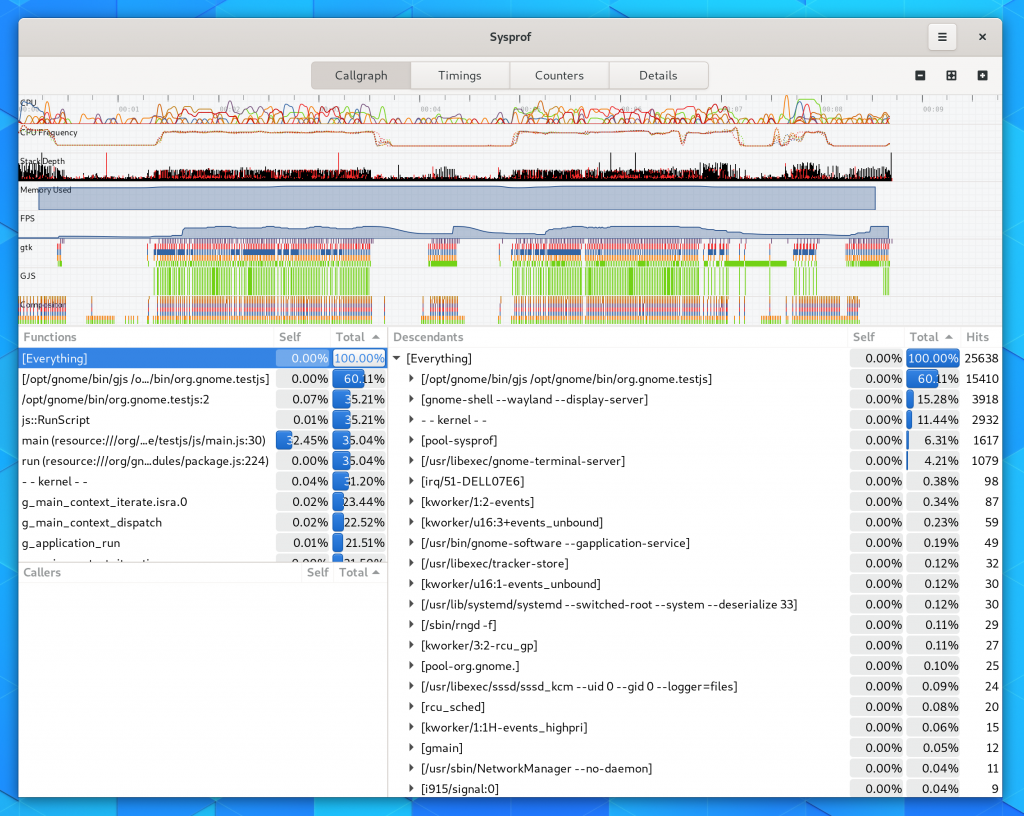 Sysprof
Callgraph Timings Counters Details
CPU
00:01 00:02 00:04 00:06 00:07 00:08 00:09
CPU Frequency
Stack Depth
Memory Used
FPS
gtk
GJS
Compositor
Functions Self Total
[Everything] 0.00% 100.00%
[/opt/gnome/bin/gjs /o.../bin/org.gnome.testjs] 0.00% 60.11%
/opt/gnome/bin/org.gnome.testjs:2 0.07% 35.21%
js::RunScript 0.01% 35.21%
main (resource:///org/...e/testjs/js/main.js:30) 32.45% 35.04%
run (resource:///org/gn...dules/package.js:224) 0.00% 35.04%
- - kernel - - 0.04% 31.20%
g_main_context_iterate.isra.0 0.02% 23.44%
g_main_context_dispatch 0.02% 22.52%
g_application_run 0.01% 21.51%
Callers Self Total
Descendants Self Total Hits
[Everything] 0.00% 100.00% 25638
[/opt/gnome/bin/gjs /opt/gnome/bin/org.gnome.testjs] 0.00% 60.11% 15410
[gnome-shell --wayland --display-server] 0.00% 15.28% 3918
- - kernel - - 0.00% 11.44% 2932
[pool-sysprof] 0.00% 6.31% 1617
[/usr/libexec/gnome-terminal-server] 0.00% 4.21% 1079
[irq/51-DELL07E6] 0.00% 0.38% 98
[kworker/1:2-events] 0.00% 0.34% 87
[kworker/u16:3+events_unbound] 0.00% 0.23% 59
[/usr/bin/gnome-software --gapplication-service] 0.00% 0.19% 49
[/usr/libexec/tracker-store] 0.00% 0.12% 32
[kworker/u16:1-events_unbound] 0.00% 0.12% 30
[/usr/lib/systemd/systemd --switched-root --system --deserialize 33] 0.00% 0.12% 30
[/sbin/rngd -f] 0.00% 0.11% 29
[kworker/3:2-rcu_gp] 0.00% 0.11% 27
[pool-org.gnome.] 0.00% 0.10% 25
[/usr/libexec/sssd/sssd_kcm --uid 0 --gid 0 --logger=files] 0.00% 0.09% 24
[rcu_sched] 0.00% 0.08% 20
[kworker/1:1H-events_highpri] 0.00% 0.06% 15
[gmain] 0.00% 0.05% 12
[/usr/sbin/NetworkManager --no-daemon] 0.00% 0.04% 11
[i915/signal:0] 0.00% 0.04% 9